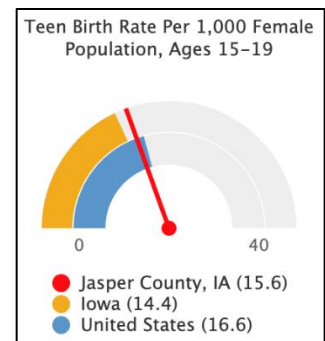 Teen Birth Rate Per 1,000 Female
Population, Ages 15–19
0 40
Jasper County, IA (15.6)
Iowa (14.4)
United States (16.6)